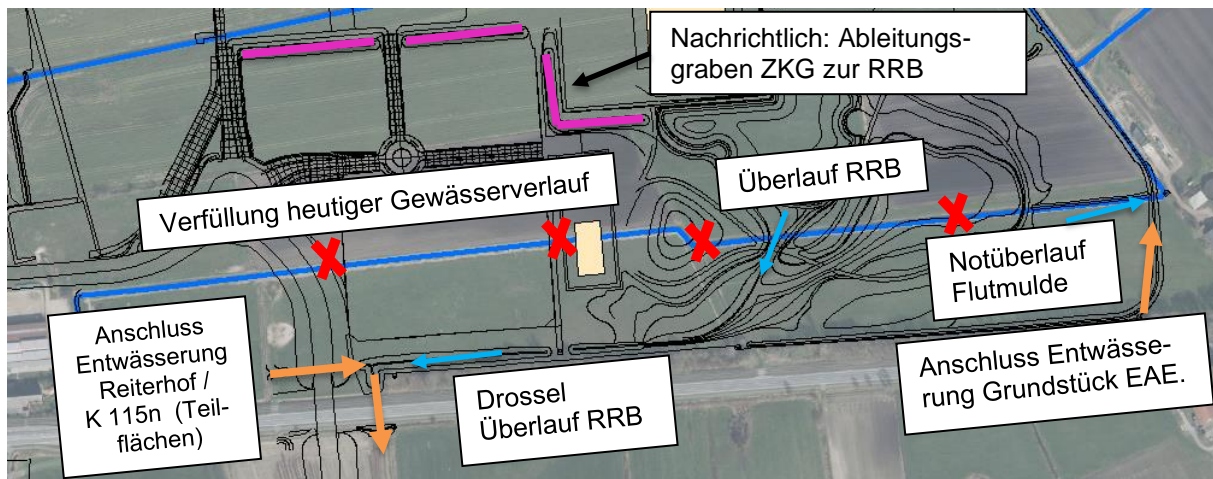 Nachrichtlich: Ableitungs-
graben ZKG zur RRB
Verfüllung heutiger Gewässerverlauf
Überlauf RRB
Notüberlauf
Flutmulde
Anschluss
Entwässerung
Reiterhof /
K 115n (Teil-
flächen)
Drossel
Überlauf RRB
Anschluss Entwässe-
rung Grundstück EAE.